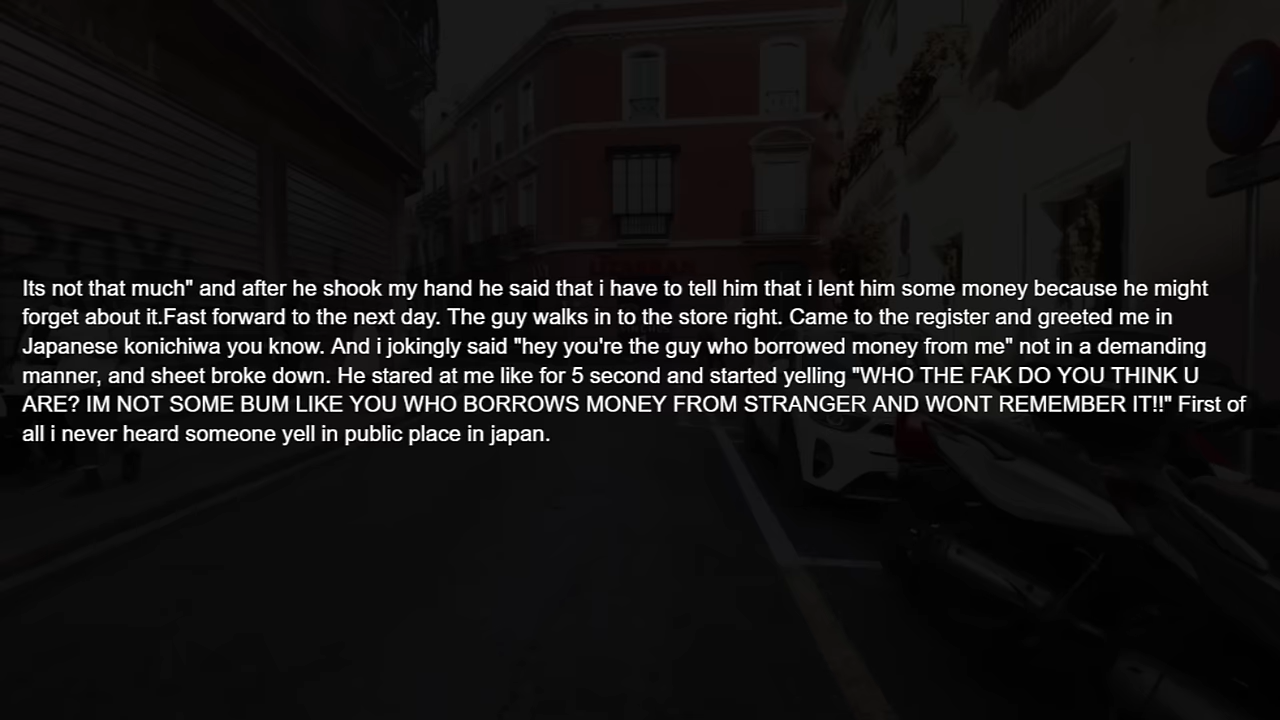 Its not that much" and after he shook my hand he said that i have to tell him that i lent him some money because he might
forget about it.Fast forward to the next day. The guy walks in to the store right. Came to the register and greeted me in
Japanese konichiwa you know. And i jokingly said "hey you're the guy who borrowed money from me" not in a demanding
manner, and sheet broke down. He stared at me like for 5 second and started yelling "WHO THE FAK DO YOU THINK U
ARE? IM NOT SOME BUM LIKE YOU WHO BORROWS MONEY FROM STRANGER AND WONT REMEMBER IT!!" First of
all i never heard someone yell in public place in japan.